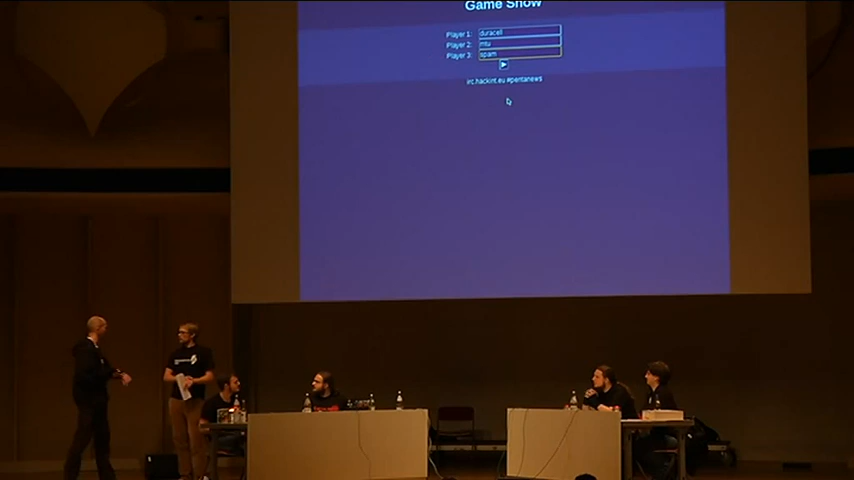 Game Show
Player 1: duracell
Player 2: mtu
Player 3: spam
irc.hackint.eu #pentanews